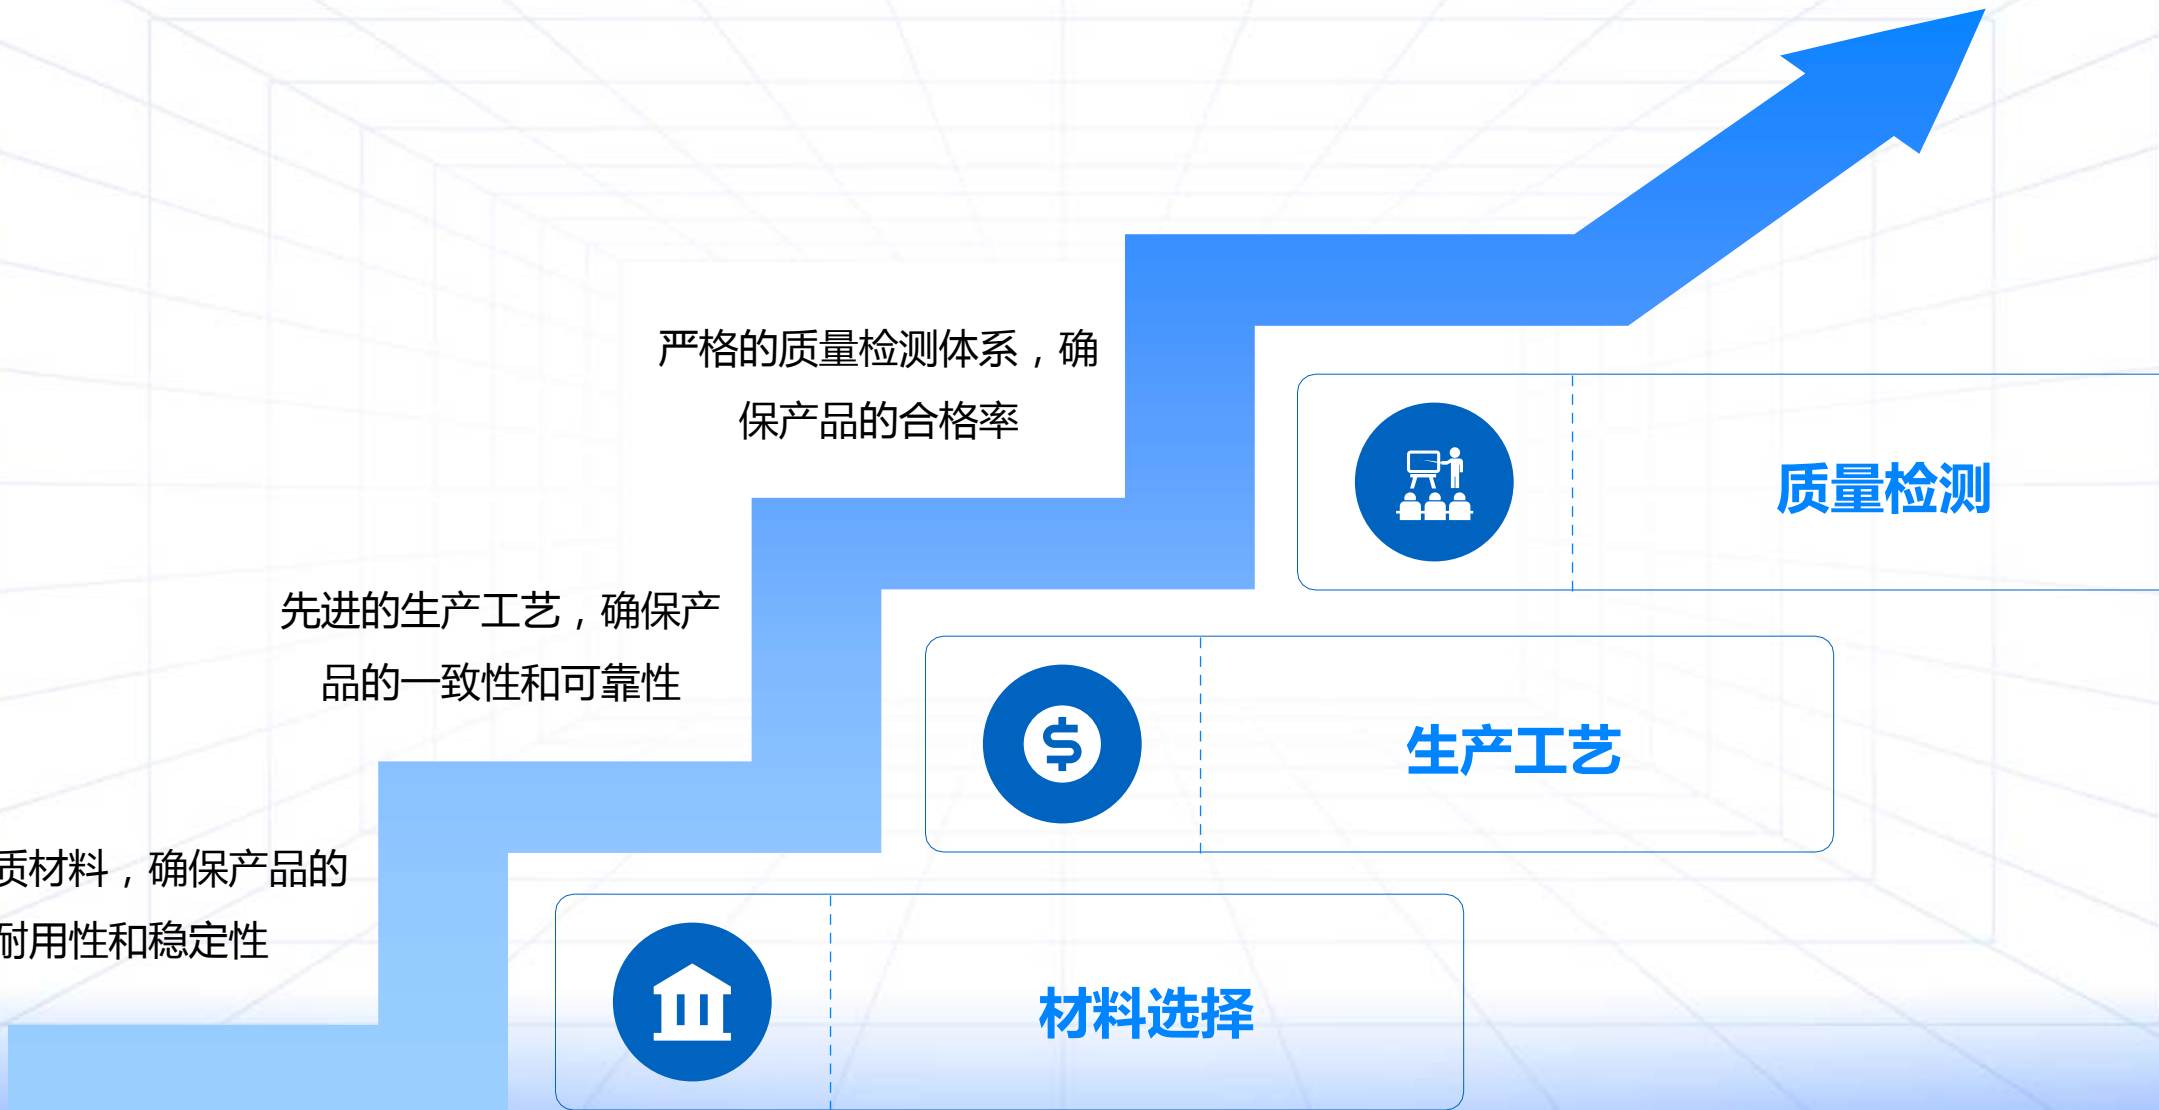 严格的质量检测体系，确
保产品的合格率
质量检测
先进的生产工艺，确保产
品的一致性和可靠性
生产工艺
质材料，确保产品的
耐用性和稳定性
材料选择